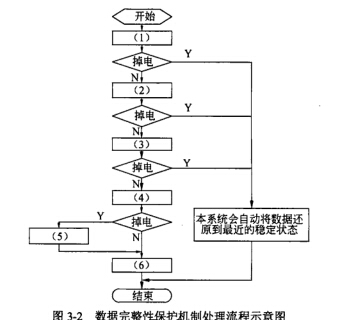 开始
(1)
掉电
Y
N
(2)
掉电
Y
N
(3)
掉电
Y
N
(4)
Y
掉电
N
(5)
本系统会自动将数据还
原到最近的稳定状态
(6)
结束
图 3-2 数据完整性保护机制处理流程示意图